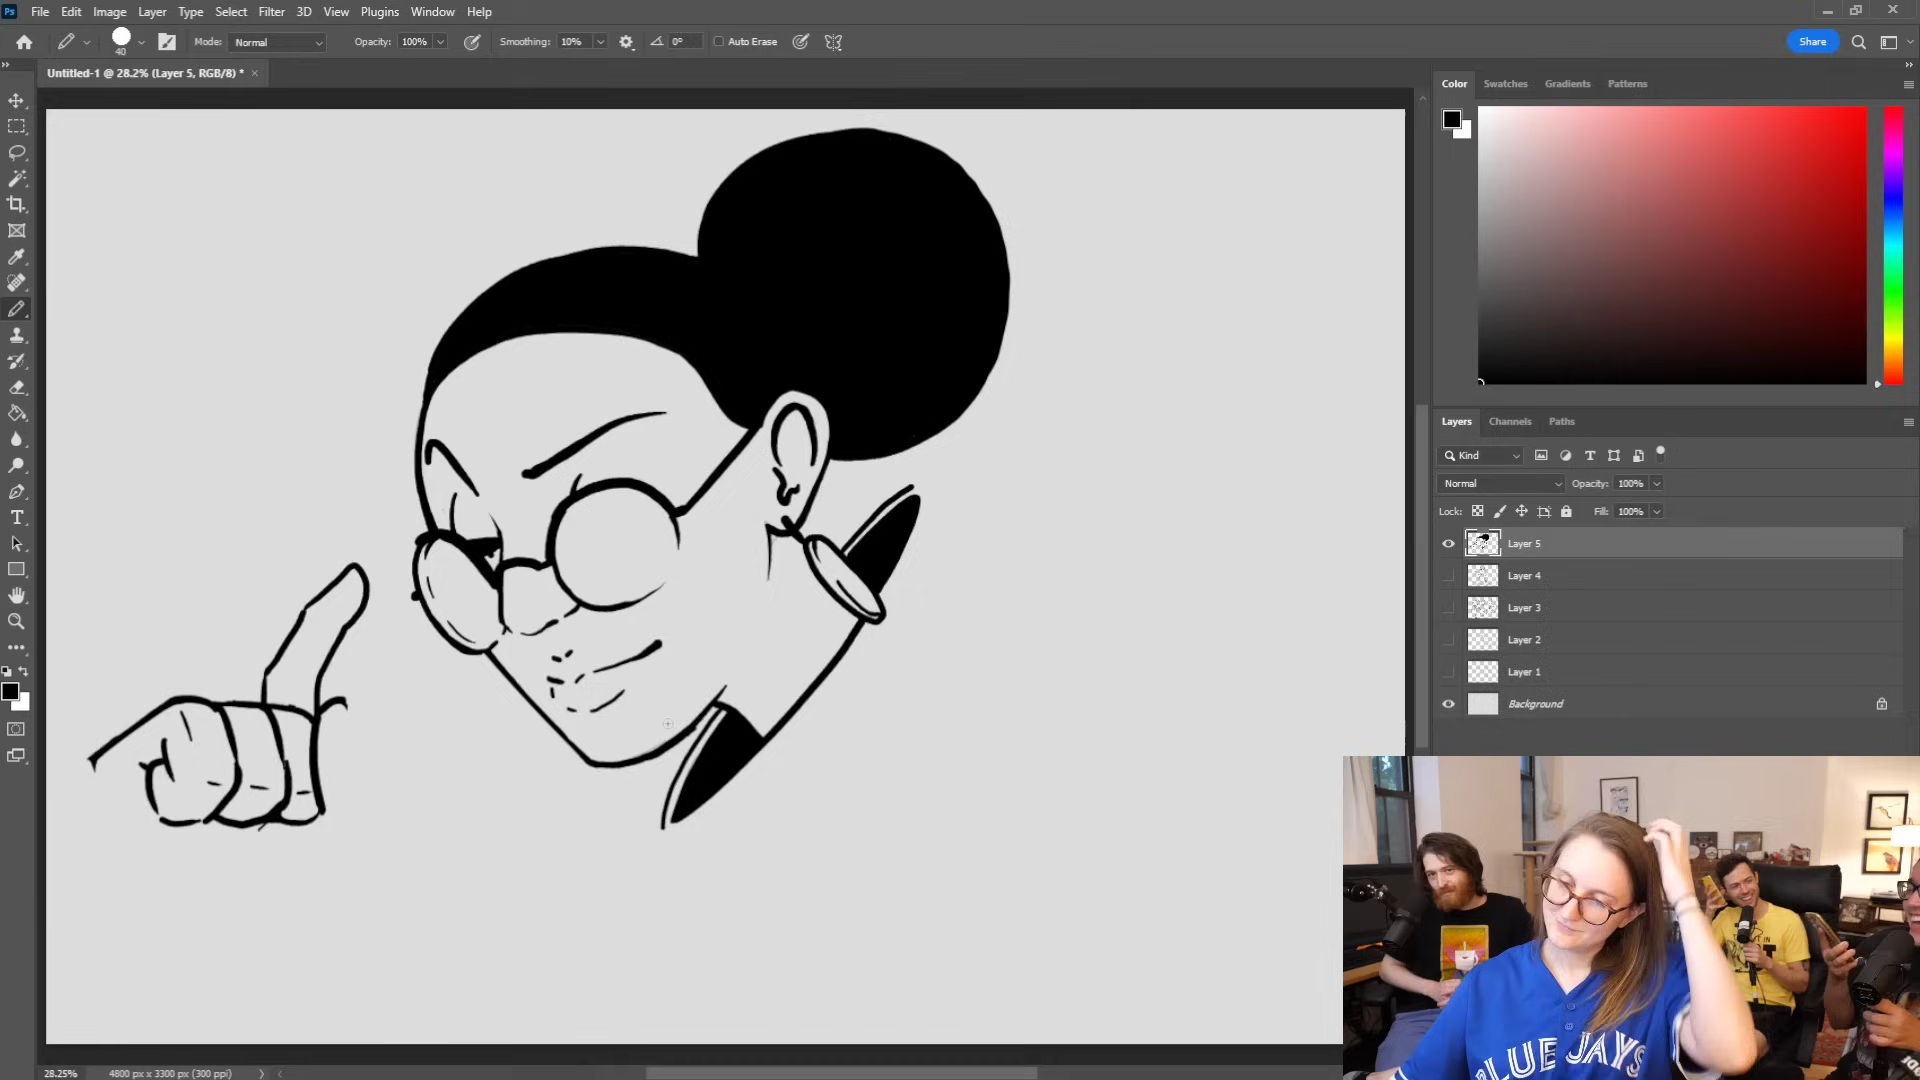 Ps File Edit Image Layer Type Select Filter 3D View Plugins Window Help
40 Mode: Normal Opacity: 100% Smoothing: 10% 0° Auto Erase Share
Untitled-1 @ 28.2% (Layer 5, RGB/8) *
Color Swatches Gradients Patterns
Layers Channels Paths
Kind
Normal Opacity: 100%
Lock: Fill: 100%
Layer 5
Layer 4
Layer 3
Layer 2
Layer 1
Background
BLUE JAYS
28.25% 4800 px x 3300 px (300 ppi)